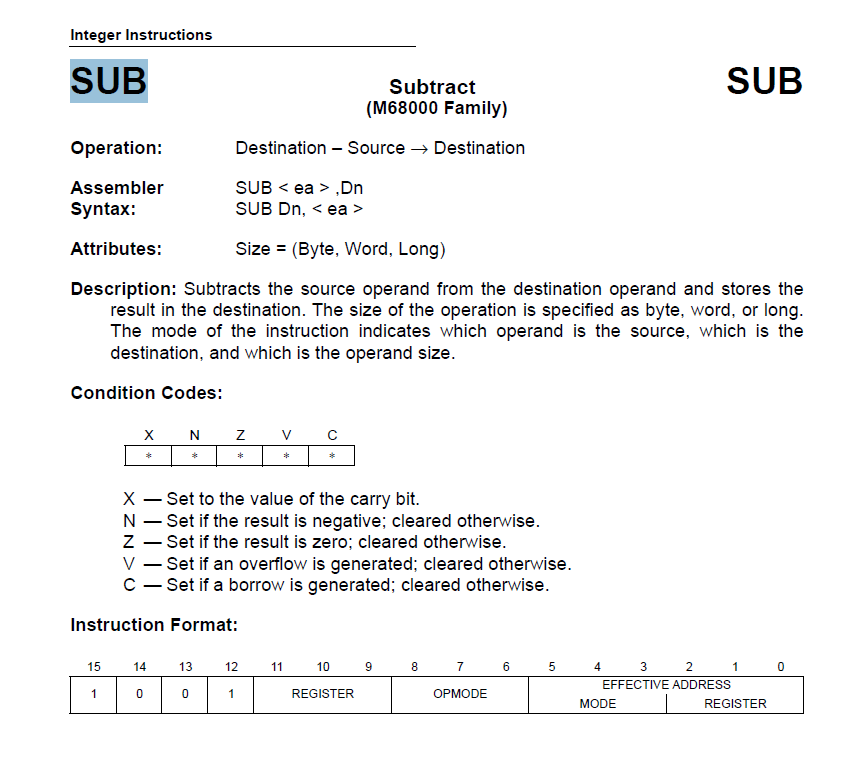 Integer Instructions
SUB Subtract SUB
(M68000 Family)
Operation: Destination – Source → Destination
Assembler SUB < ea > ,Dn
Syntax: SUB Dn, < ea >
Attributes: Size = (Byte, Word, Long)
Description: Subtracts the source operand from the destination operand and stores the
result in the destination. The size of the operation is specified as byte, word, or long.
The mode of the instruction indicates which operand is the source, which is the
destination, and which is the operand size.
Condition Codes:
X N Z V C
* * * * *
X — Set to the value of the carry bit.
N — Set if the result is negative; cleared otherwise.
Z — Set if the result is zero; cleared otherwise.
V — Set if an overflow is generated; cleared otherwise.
C — Set if a borrow is generated; cleared otherwise.
Instruction Format:
15 14 13 12 11 10 9 8 7 6 5 4 3 2 1 0
1 0 0 1 REGISTER OPMODE EFFECTIVE ADDRESS
MODE REGISTER